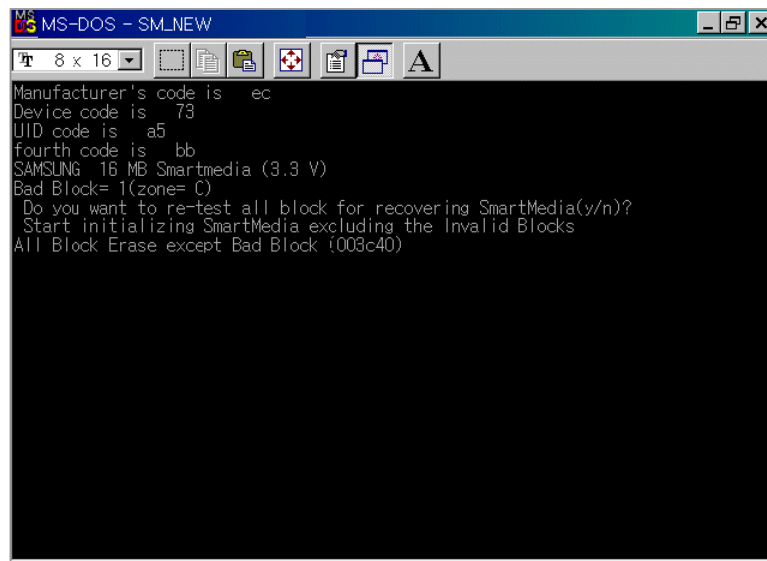 MS-DOS - SM_NEW
8 x 16
A
Manufacturer's code is ec
Device code is 73
UID code is a5
fourth code is bb
SAMSUNG 16 MB Smartmedia (3.3 V)
Bad Block= 1(zone= C)
Do you want to re-test all block for recovering SmartMedia(y/n)?
Start initializing SmartMedia excluding the Invalid Blocks
All Block Erase except Bad Block (003c40)